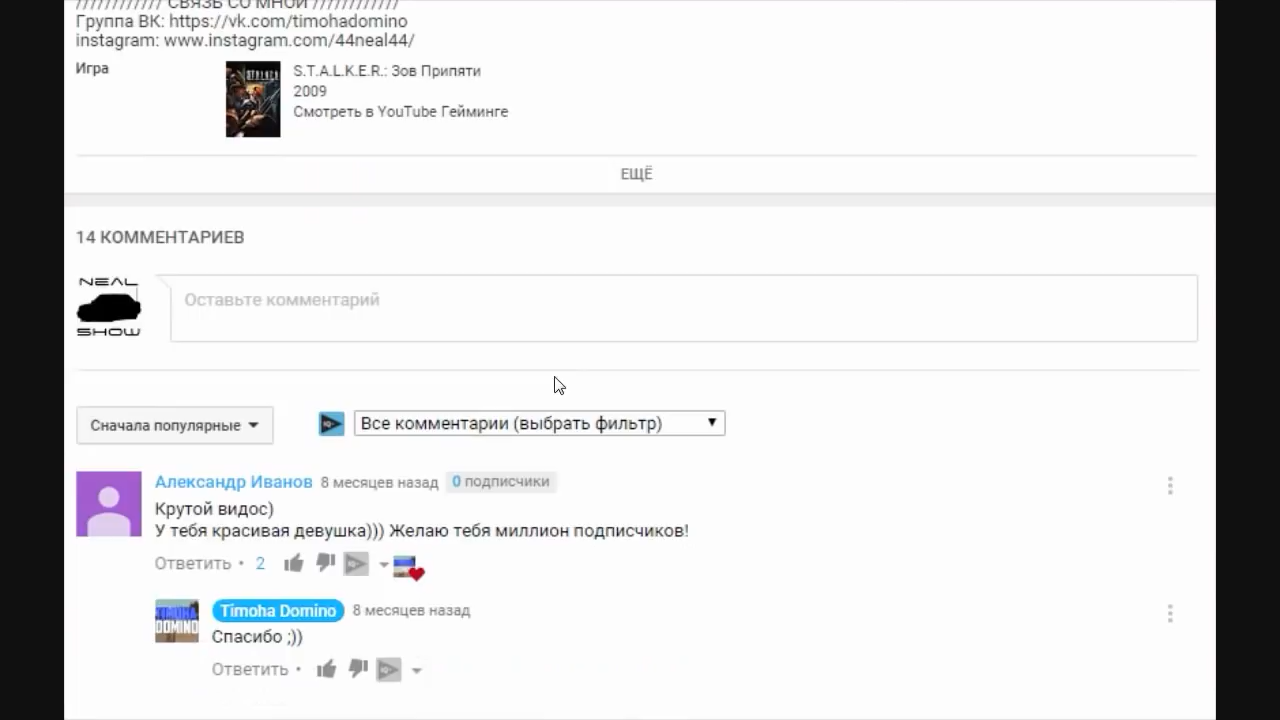 //////////// СВЯЗЬ СО МНОЙ ////////////
Группа ВК: https://vk.com/timohadomino
instagram: www.instagram.com/44neal44/
Игра
S.T.A.L.K.E.R.: Зов Припяти
2009
Смотреть в YouTube Гейминге
ЕЩЁ
14 КОММЕНТАРИЕВ
NEAL
SHOW
Оставьте комментарий
Сначала популярные
Все комментарии (выбрать фильтр)
Александр Иванов 8 месяцев назад 0 подписчики
Крутой видос)
У тебя красивая девушка))) Желаю тебя миллион подписчиков!
Ответить • 2
TIMOHA
DOMINO
Timoha Domino 8 месяцев назад
Спасибо ;))
Ответить •